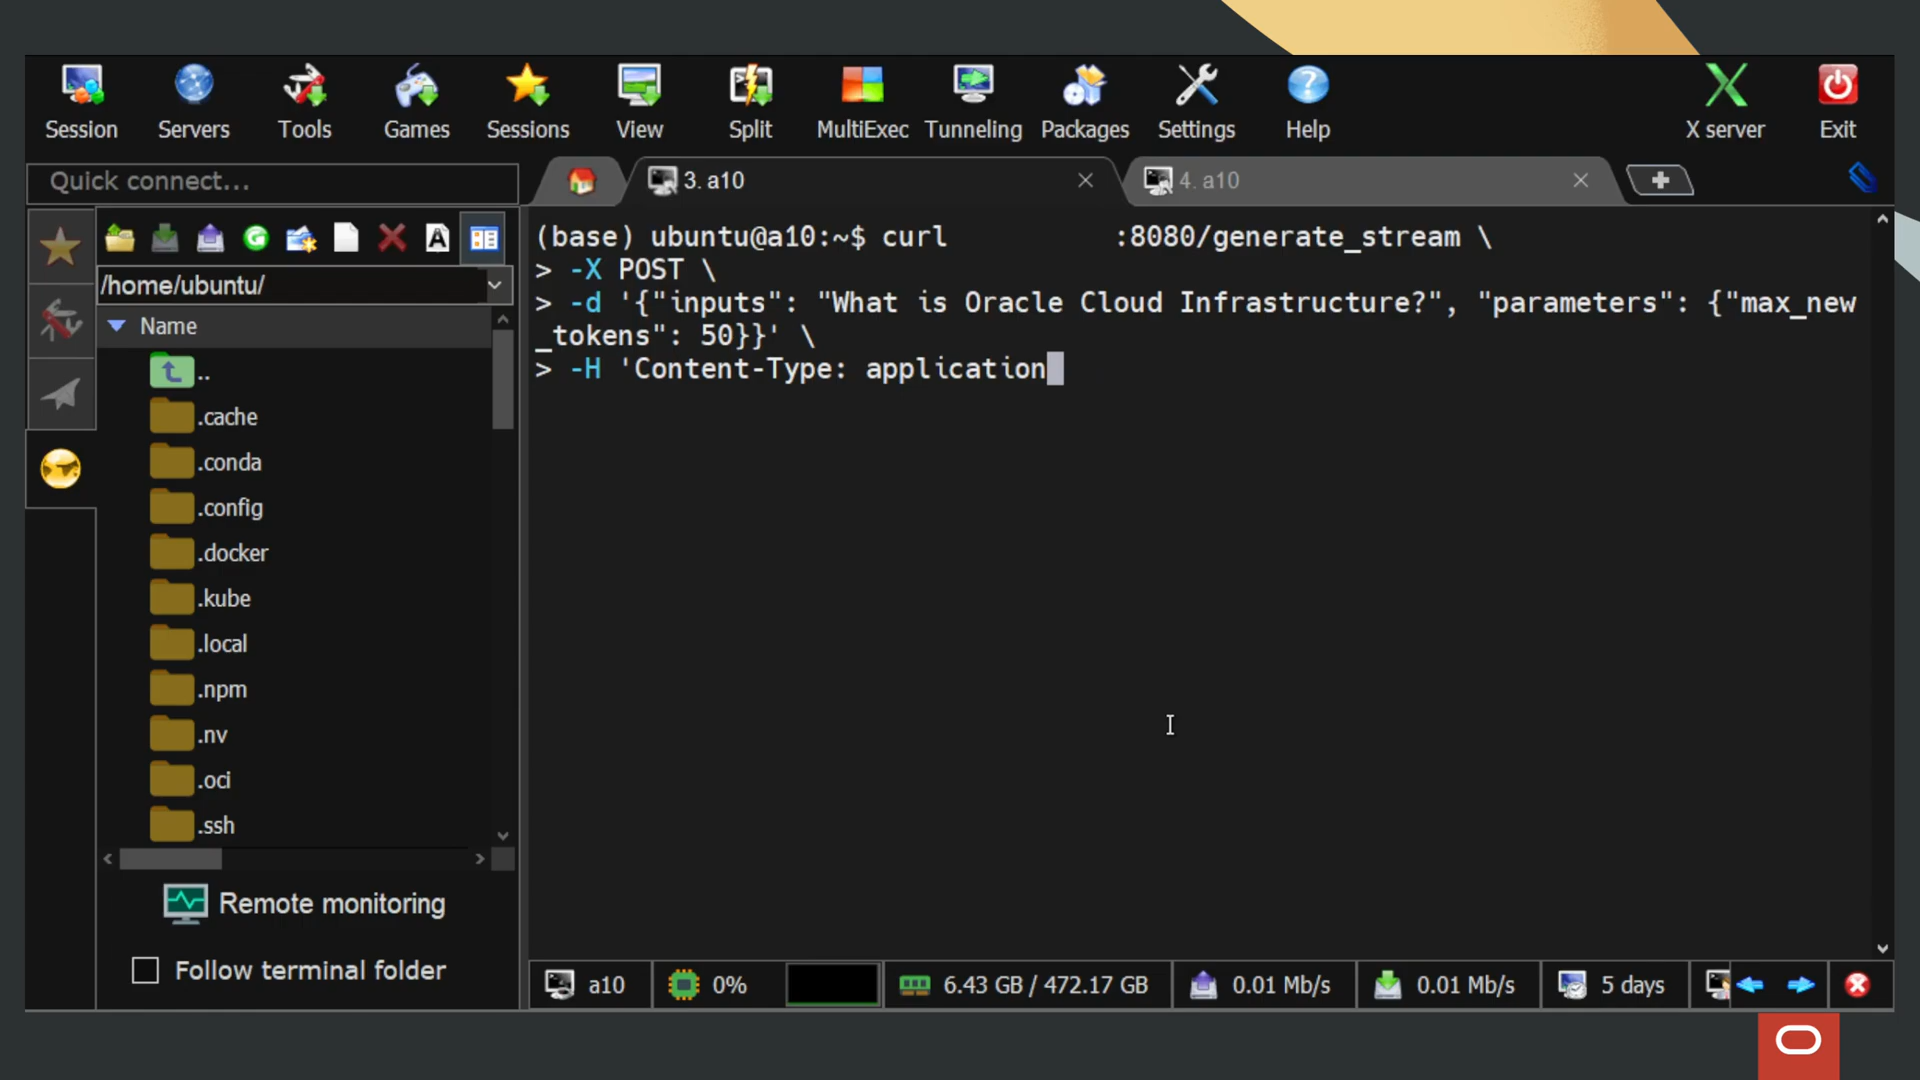 Session Servers Tools Games Sessions View Split MultiExec Tunneling Packages Settings Help X server Exit
Quick connect...
3. a10
4. a10
/home/ubuntu/
Name
..
.cache
.conda
.config
.docker
.kube
.local
.npm
.nv
.oci
.ssh
Remote monitoring
Follow terminal folder
(base) ubuntu@a10:~$ curl :8080/generate_stream \
> -X POST \
> -d '{"inputs": "What is Oracle Cloud Infrastructure?", "parameters": {"max_new
_tokens": 50}}' \
> -H 'Content-Type: application
a10 0% 6.43 GB / 472.17 GB 0.01 Mb/s 0.01 Mb/s 5 days